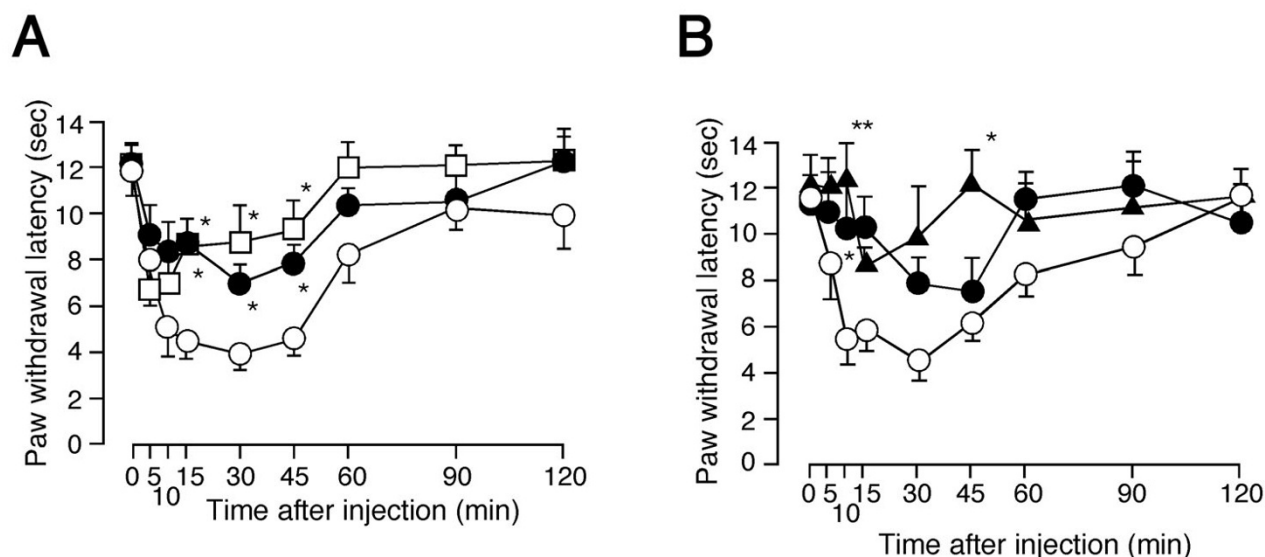 A
Paw withdrawal latency (sec)
14
12
10
8
6
4
2
0
* * *
* * *
0 5 10 15 30 45 60 90 120
Time after injection (min)
B
Paw withdrawal latency (sec)
14
12
10
8
6
4
2
0
** *
*
0 5 10 15 30 45 60 90 120
Time after injection (min)